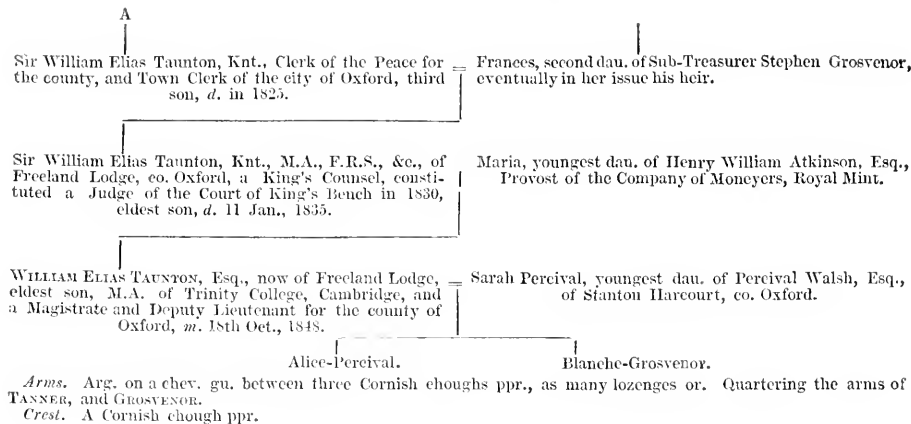 A
Sir William Elias Taunton, Knt., Clerk of the Peace for
the county, and Town Clerk of the city of Oxford, third
son, d. in 1825.
Frances, second dau. of Sub-Treasurer Stephen Grosvenor,
eventually in her issue his heir.
Sir William Elias Taunton, Knt., M.A., F.R.S., &c., of
Freeland Lodge, co. Oxford, a King's Counsel, consti-
tuted a Judge of the Court of King's Bench in 1830,
eldest son, d. 11 Jan., 1835.
Maria, youngest dau. of Henry William Atkinson, Esq.,
Provost of the Company of Moneyers, Royal Mint.
WILLIAM ELIAS TAUNTON, Esq., now of Freeland Lodge,
eldest son, M.A. of Trinity College, Cambridge, and
a Magistrate and Deputy Lieutenant for the county of
Oxford, m. 18th Oct., 1848.
Sarah Percival, youngest dau. of Percival Walsh, Esq.,
of Stanton Harcourt, co. Oxford.
Alice-Percival.
Blanche-Grosvenor.
Arms. Arg. on a chev. gu. between three Cornish choughs ppr., as many lozenges or. Quartering the arms of
TANNER, and GROSVENOR.
Crest. A Cornish chough ppr.